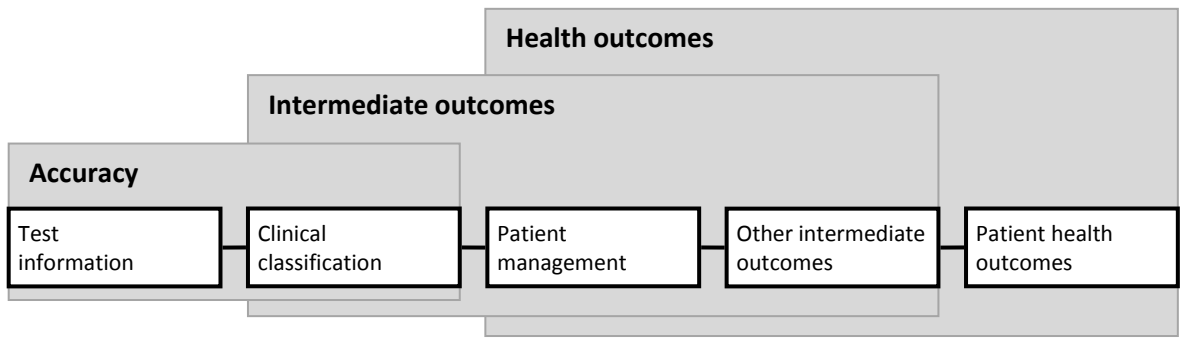 Health outcomes
Intermediate outcomes
Accuracy
Test
information
Clinical
classification
Patient
management
Other intermediate
outcomes
Patient health
outcomes